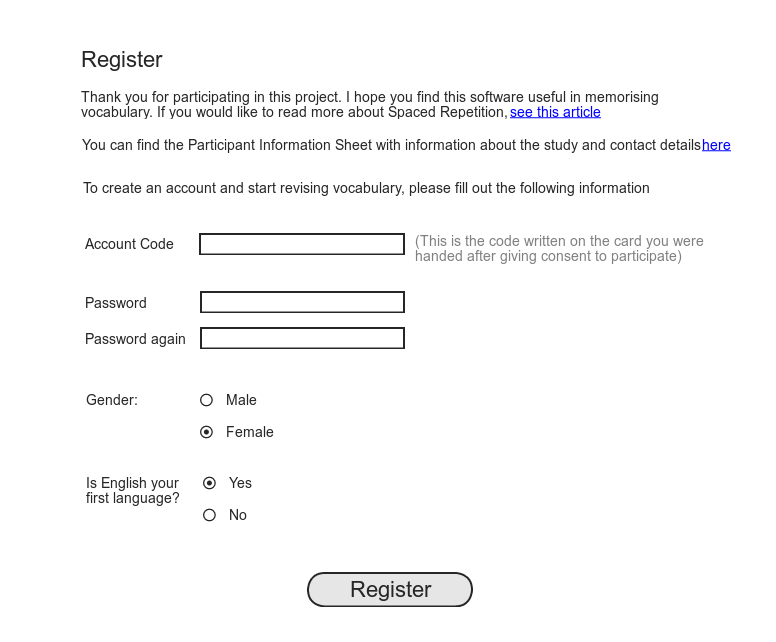 Register
Thank you for participating in this project. I hope you find this software useful in memorising
vocabulary. If you would like to read more about Spaced Repetition, see this article
You can find the Participant Information Sheet with information about the study and contact details here
To create an account and start revising vocabulary, please fill out the following information
Account Code
(This is the code written on the card you were
handed after giving consent to participate)
Password
Password again
Gender:
Male
Female
Is English your
first language?
Yes
No
Register